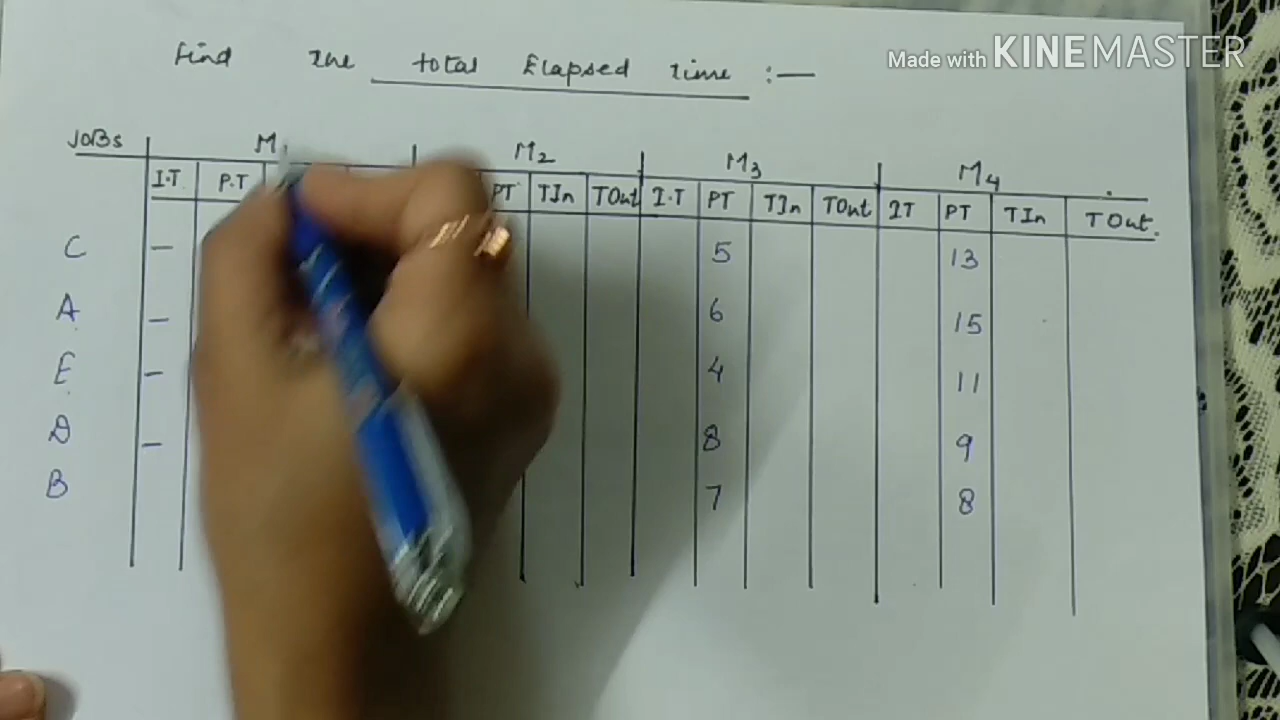 Made with KINEMASTER
Find the total Elapsed Time :—
JOBs M M2 M3 M4
I.T P.T PT TIn TOut I.T PT TIn TOut IT PT TIn TOut.
C – 5 13
A – 6 15
E – 4 11
D – 8 9
B 7 8